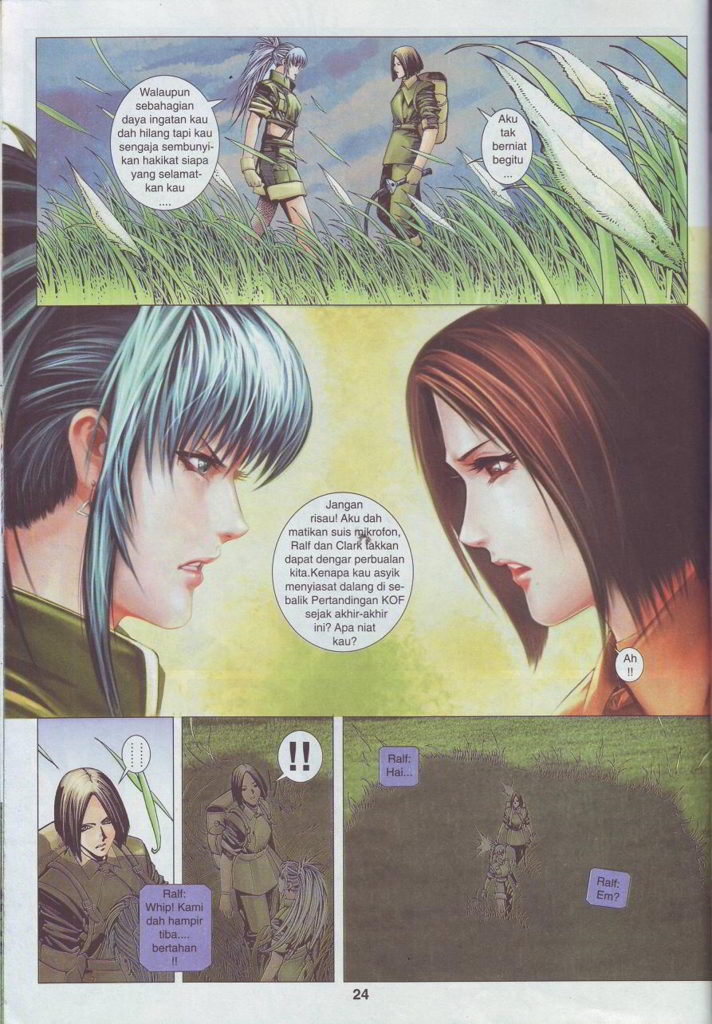 Walaupun
sebahagian
daya ingatan kau
dah hilang tapi kau
sengaja sembunyi-
kan hakikat siapa
yang selamat-
kan kau
....
Aku
tak
berniat
begitu
...
Jangan
risau! Aku dah
matikan suis mikrofon,
Ralf dan Clark takkan
dapat dengar perbualan
kita.Kenapa kau asyik
menyiasat dalang di se-
balik Pertandingan KOF
sejak akhir-akhir
ini? Apa niat
kau?
Ah
!!
......
Ralf:
Whip! Kami
dah hampir
tiba....
bertahan
!!
!!
Ralf:
Hai...
Ralf:
Em?
24